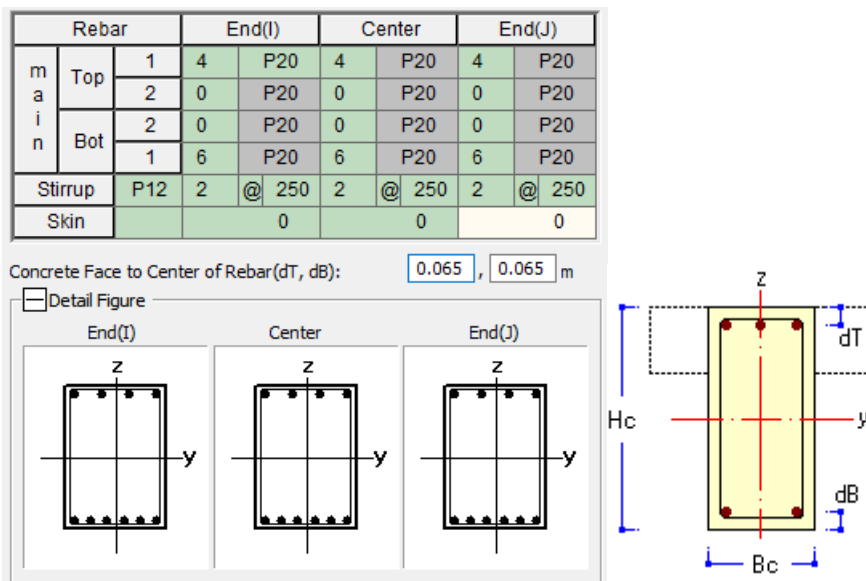 Rebar End(I) Center End(J)
main Top 1 4 P20 4 P20 4 P20
2 0 P20 0 P20 0 P20
Bot 2 0 P20 0 P20 0 P20
1 6 P20 6 P20 6 P20
Stirrup P12 2 @ 250 2 @ 250 2 @ 250
Skin 0 0 0
Concrete Face to Center of Rebar(dT, dB): 0.065 , 0.065 m
Detail Figure
End(I) Center End(J)
z z z
y y y
z
dT
Hc
y
dB
Bc